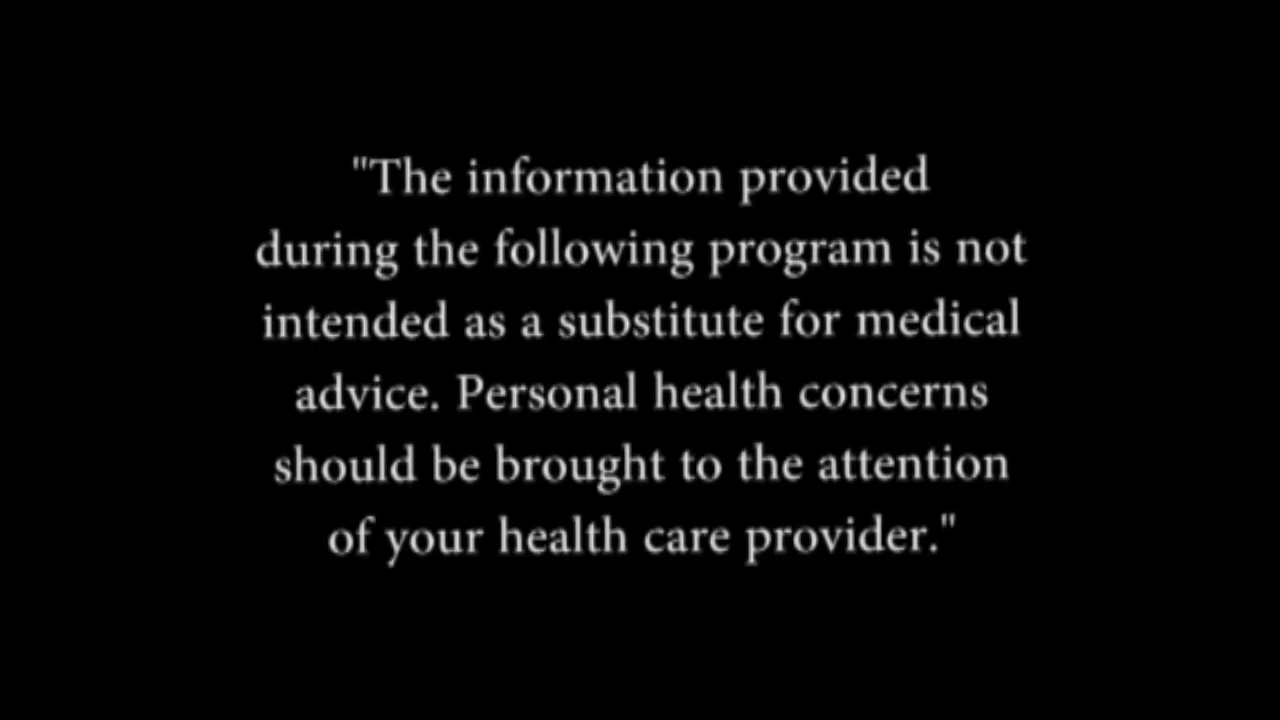 "The information provided
during the following program is not
intended as a substitute for medical
advice. Personal health concerns
should be brought to the attention
of your health care provider."